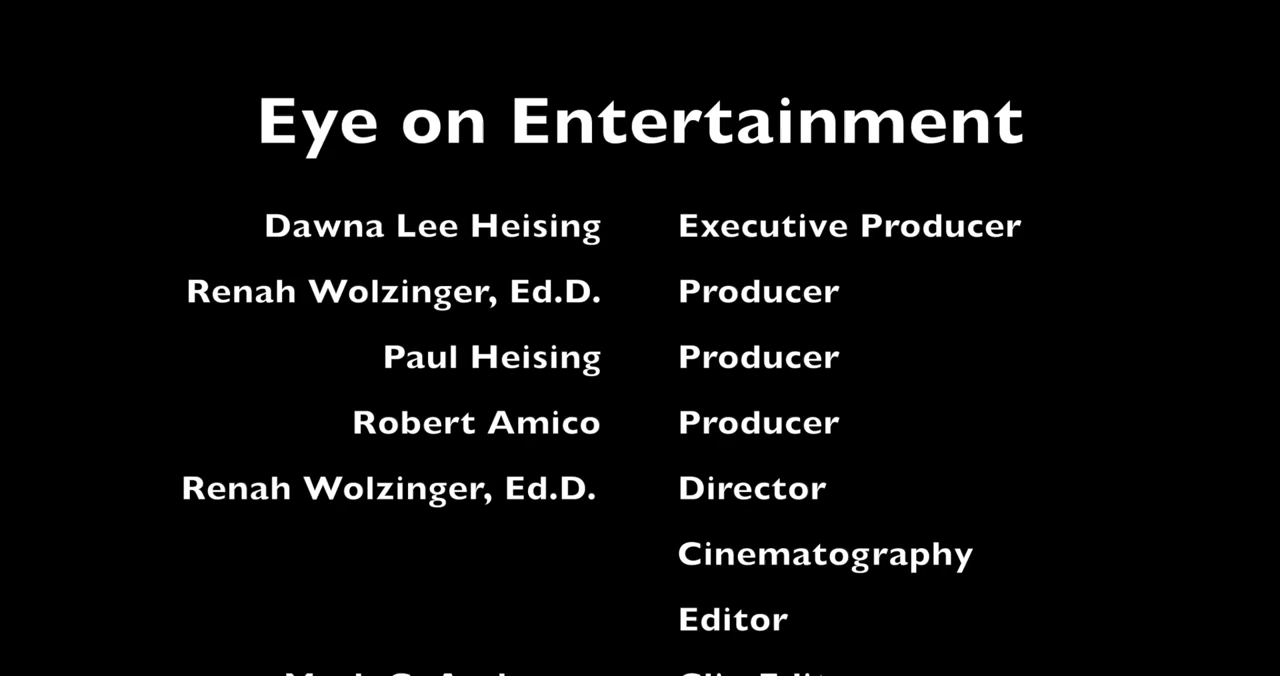 Eye on Entertainment
Dawna Lee Heising Executive Producer
Renah Wolzinger, Ed.D. Producer
Paul Heising Producer
Robert Amico Producer
Renah Wolzinger, Ed.D. Director
Cinematography
Editor